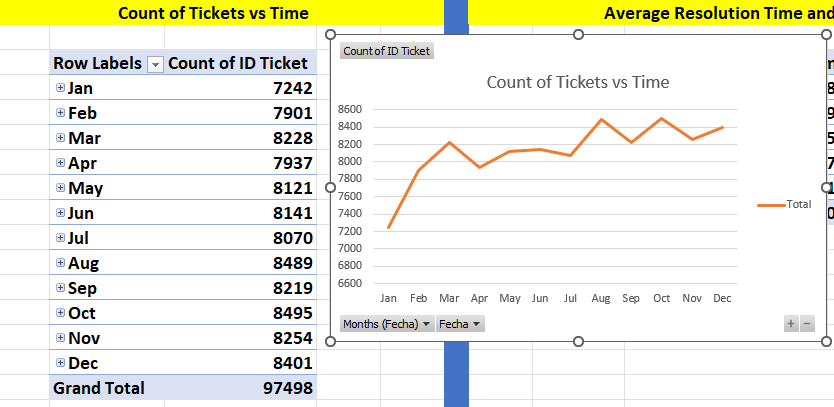 Count of Tickets vs Time
Average Resolution Time and
Row Labels Count of ID Ticket
Jan 7242
Feb 7901
Mar 8228
Apr 7937
May 8121
Jun 8141
Jul 8070
Aug 8489
Sep 8219
Oct 8495
Nov 8254
Dec 8401
Grand Total 97498
Count of ID Ticket
Count of Tickets vs Time
8600
8400
8200
8000
7800
7600
7400
7200
7000
6800
6600
Jan Feb Mar Apr May Jun Jul Aug Sep Oct Nov Dec
Total
Months (Fecha) Fecha
+ -